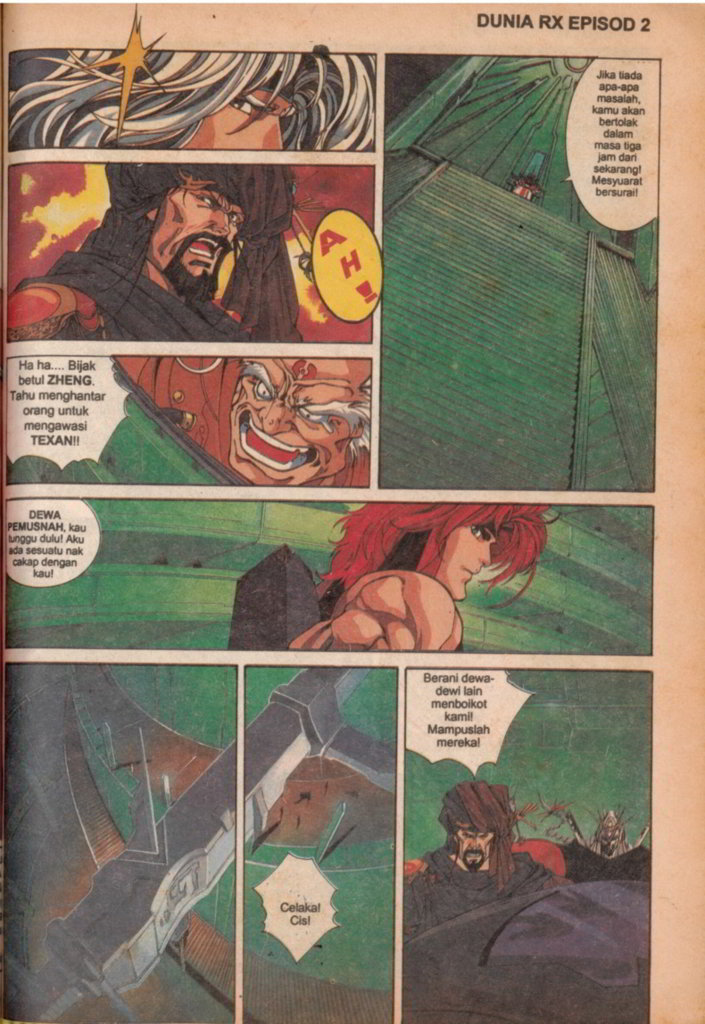 DUNIA RX EPISOD 2
Jika tiada
apa-apa
masalah,
kamu akan
bertolak
dalam
masa tiga
jam dari
sekarang!
Mesyuarat
bersurai!
AH!
Ha ha.... Bijak
betul ZHENG.
Tahu menghantar
orang untuk
mengawasi
TEXAN!!
DEWA
PEMUSNAH, kau
tunggu dulu! Aku
ada sesuatu nak
cakap dengan
kau!
Celaka!
Cis!
Berani dewa-
dewi lain
menboikot
kami!
Mampuslah
mereka!